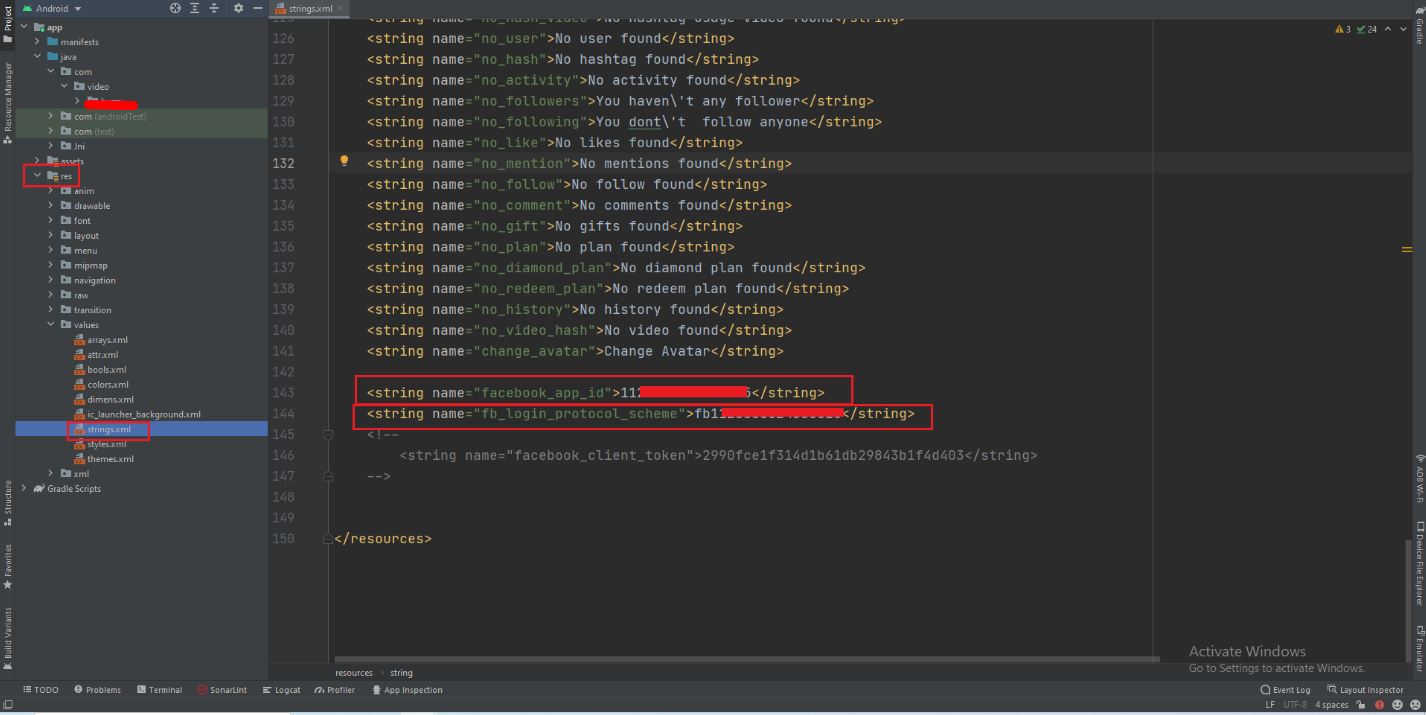 Android
strings.xml
Project
Resource Manager
Structure
Favorites
Build Variants
app
manifests
java
com
video
com (androidTest)
com (test)
Jni
assets
res
anim
drawable
font
layout
menu
mipmap
navigation
raw
transition
values
arrays.xml
attr.xml
bools.xml
colors.xml
dimens.xml
ic_launcher_background.xml
strings.xml
styles.xml
themes.xml
xml
Gradle Scripts
3 24
125 <string name="no_hash_video">No hashtag usage video found</string>
126 <string name="no_user">No user found</string>
127 <string name="no_hash">No hashtag found</string>
128 <string name="no_activity">No activity found</string>
129 <string name="no_followers">You haven\'t any follower</string>
130 <string name="no_following">You dont\'t  follow anyone</string>
131 <string name="no_like">No likes found</string>
132 <string name="no_mention">No mentions found</string>
133 <string name="no_follow">No follow found</string>
134 <string name="no_comment">No comments found</string>
135 <string name="no_gift">No gifts found</string>
136 <string name="no_plan">No plan found</string>
137 <string name="no_diamond_plan">No diamond plan found</string>
138 <string name="no_redeem_plan">No redeem plan found</string>
139 <string name="no_history">No history found</string>
140 <string name="no_video_hash">No video found</string>
141 <string name="change_avatar">Change Avatar</string>
142
143 <string name="facebook_app_id">112 </string>
144 <string name="fb_login_protocol_scheme">fb11 </string>
145 <!--
146 <string name="facebook_client_token">2990fce1f314d1b61db29843b1f4d403</string>
147 -->
148
149
150 </resources>
Gradle
ADB Wi-Fi
Device File Explorer
Emulator
Activate Windows
Go to Settings to activate Windows.
resources > string
TODO Problems Terminal SonarLint Logcat Profiler App Inspection Event Log Layout Inspector
LF UTF-8 4 spaces